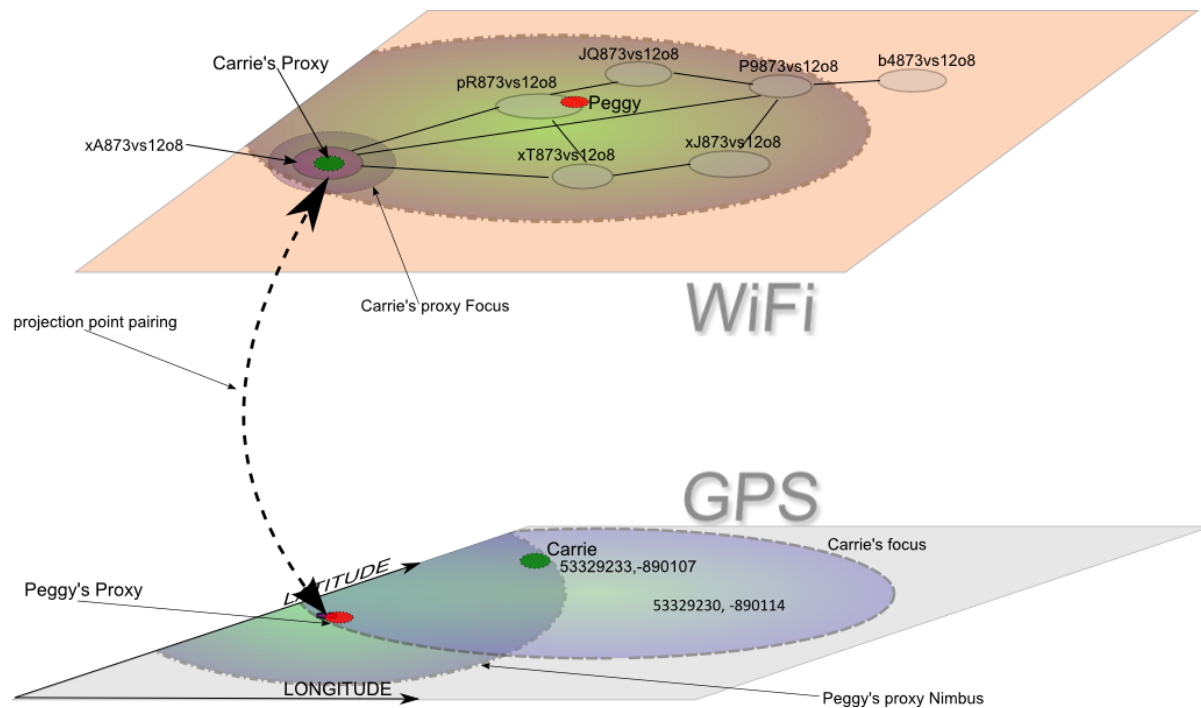 JQ873vs12o8
P9873vs12o8
b4873vs12o8
Carrie's Proxy
pR873vs12o8
Peggy
xA873vs12o8
xT873vs12o8
xJ873vs12o8
Carrie's proxy Focus
WiFi
projection point pairing
GPS
Carrie
Carrie's focus
53329233,-890107
LATITUDE
Peggy's Proxy
53329230, -890114
LONGITUDE
Peggy's proxy Nimbus